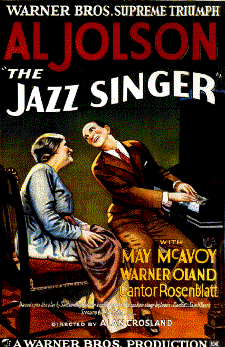 WARNER BROS. SUPREME TRIUMPH
AL JOLSON
"THE
JAZZ SINGER"
WITH
MAY McAVOY
WARNER OLAND
Cantor Rosenblatt
DIRECTED BY ALAN CROSLAND
A WARNER BROS. PRODUCTION